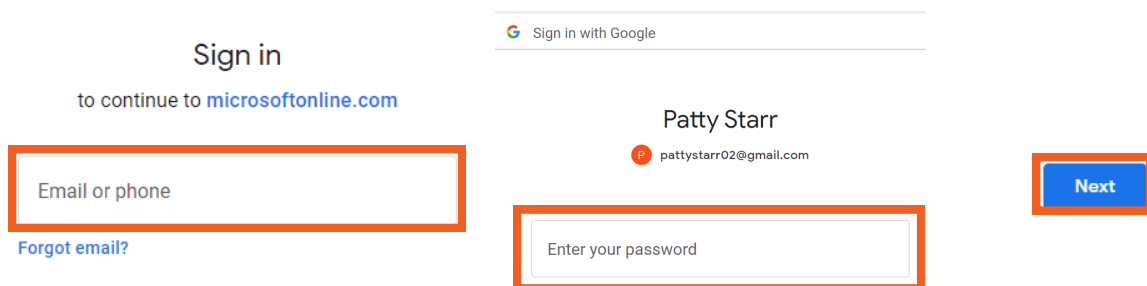 Sign in
to continue to microsoftonline.com
Email or phone
Forgot email?
Sign in with Google
Patty Starr
P pattystarr02@gmail.com
Enter your password
Next